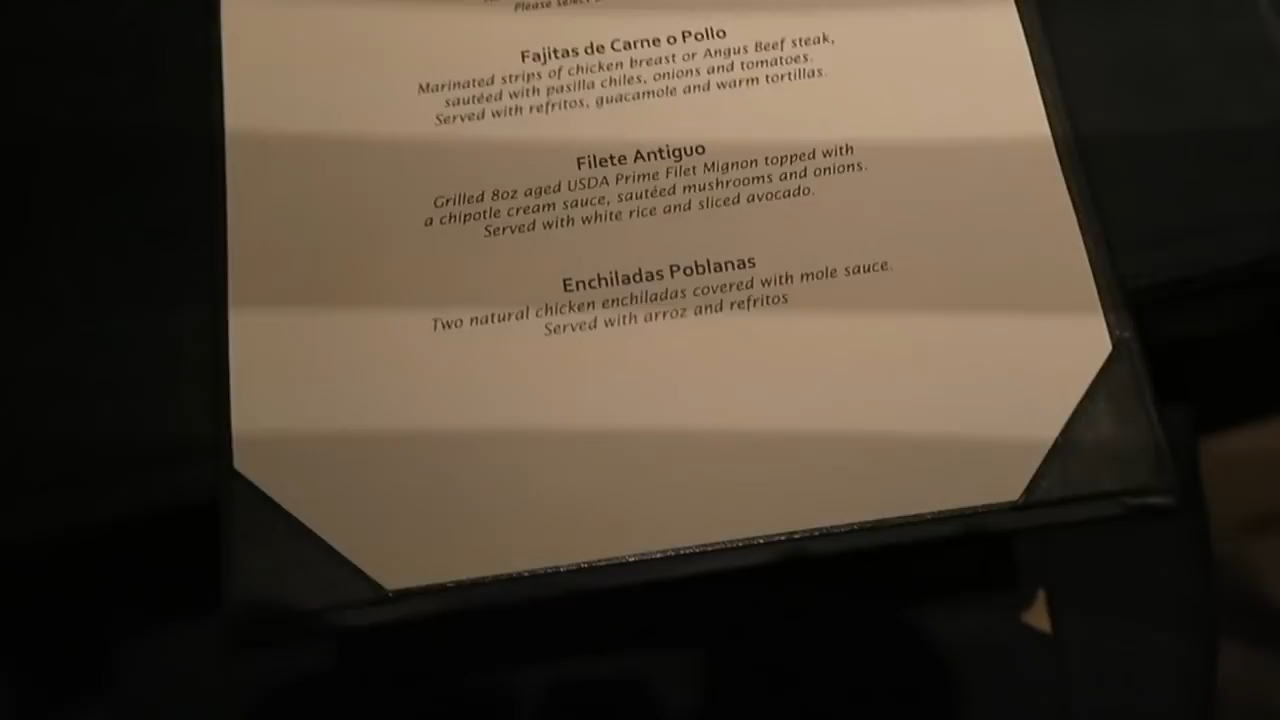 Please select
Fajitas de Carne o Pollo
Marinated strips of chicken breast or Angus Beef steak,
sautéed with pasilla chiles, onions and tomatoes.
Served with refritos, guacamole and warm tortillas.
Filete Antiguo
Grilled 8oz aged USDA Prime Filet Mignon topped with
a chipotle cream sauce, sautéed mushrooms and onions.
Served with white rice and sliced avocado.
Enchiladas Poblanas
Two natural chicken enchiladas covered with mole sauce.
Served with arroz and refritos